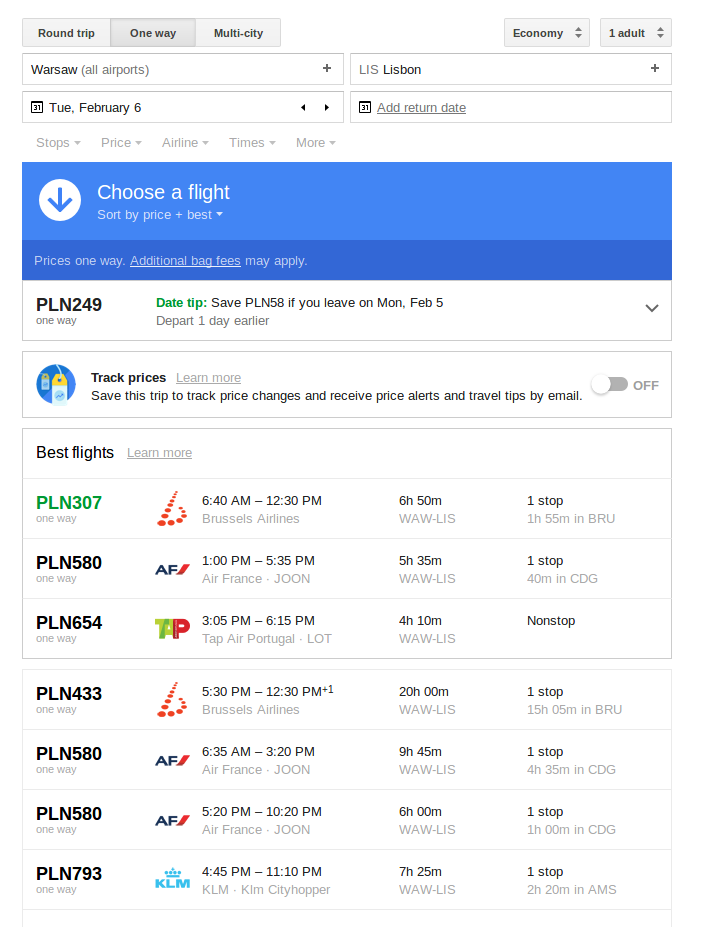 Round trip One way Multi-city Economy 1 adult
Warsaw (all airports) + LIS Lisbon +
31 Tue, February 6 31 Add return date
Stops Price Airline Times More
Choose a flight
Sort by price + best
Prices one way. Additional bag fees may apply.
PLN249 Date tip: Save PLN58 if you leave on Mon, Feb 5
one way Depart 1 day earlier
Track prices Learn more
Save this trip to track price changes and receive price alerts and travel tips by email. OFF
Best flights Learn more
PLN307 6:40 AM – 12:30 PM 6h 50m 1 stop
one way Brussels Airlines WAW-LIS 1h 55m in BRU
PLN580 AF 1:00 PM – 5:35 PM 5h 35m 1 stop
one way Air France · JOON WAW-LIS 40m in CDG
PLN654 TAP 3:05 PM – 6:15 PM 4h 10m Nonstop
one way Tap Air Portugal · LOT WAW-LIS
PLN433 5:30 PM – 12:30 PM+1 20h 00m 1 stop
one way Brussels Airlines WAW-LIS 15h 05m in BRU
PLN580 AF 6:35 AM – 3:20 PM 9h 45m 1 stop
one way Air France · JOON WAW-LIS 4h 35m in CDG
PLN580 AF 5:20 PM – 10:20 PM 6h 00m 1 stop
one way Air France · JOON WAW-LIS 1h 00m in CDG
PLN793 KLM 4:45 PM – 11:10 PM 7h 25m 1 stop
one way KLM · Klm Cityhopper WAW-LIS 2h 20m in AMS